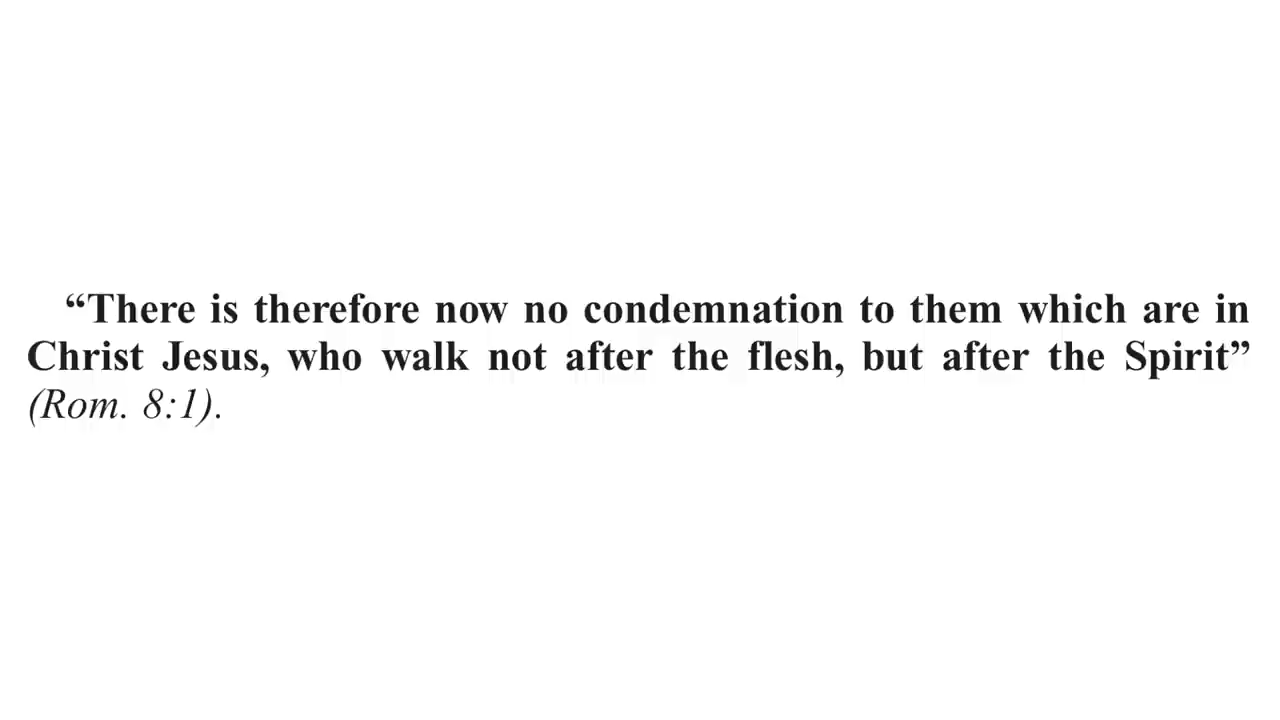 “There is therefore now no condemnation to them which are in
Christ Jesus, who walk not after the flesh, but after the Spirit”
(Rom. 8:1).